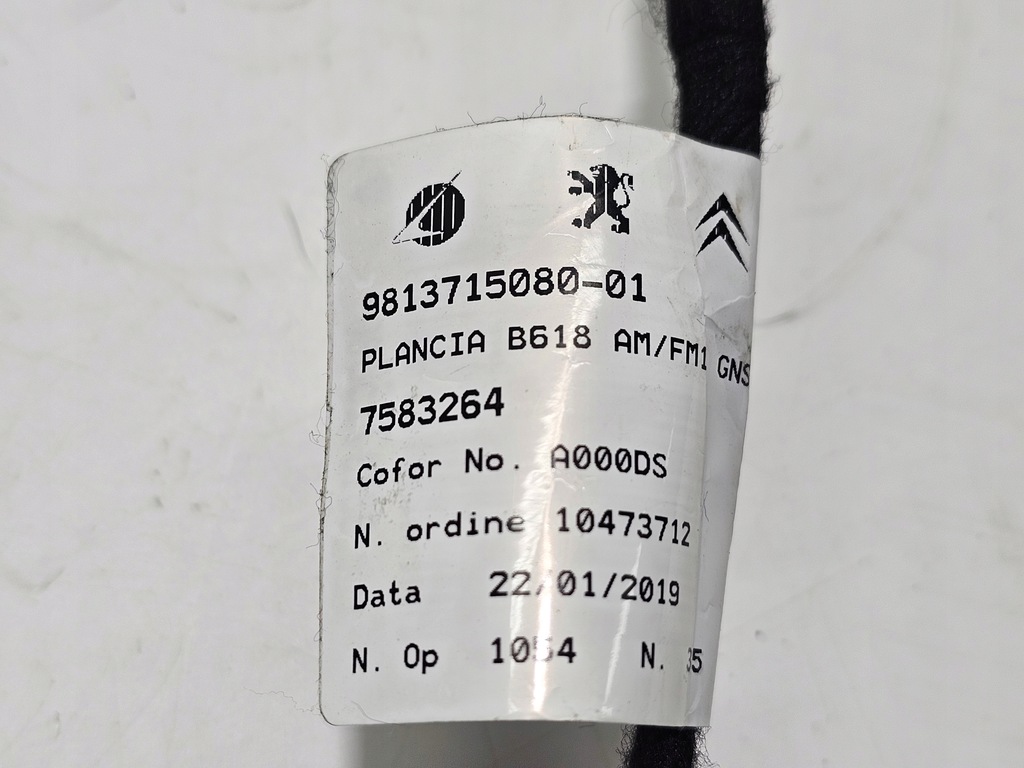 9813715080-01
PLANCIA B618 AM/FM1 GNS
7583264
Cofor No. A000DS
N. ordine 10473712
Data 22/01/2019
N. Op 1054 N. 35